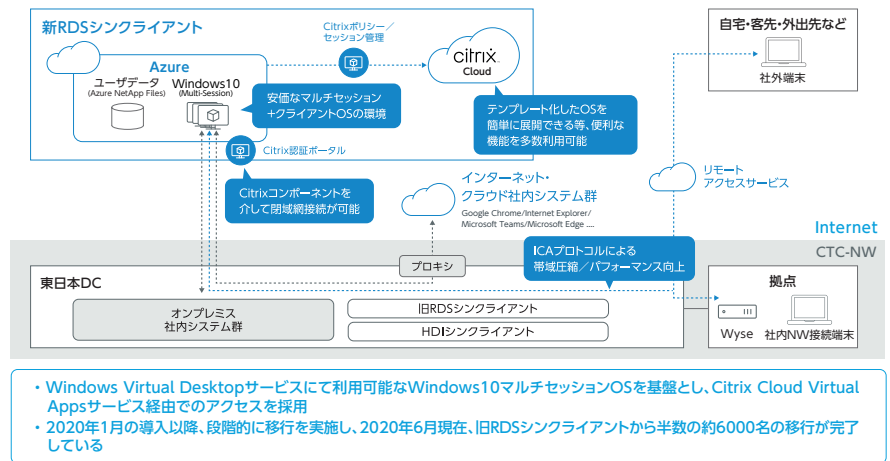 新RDSシンクライアント
Citrixポリシー／
セッション管理
Azure
ユーザデータ
(Azure NetApp Files)
Windows10
(Multi-Session)
citrix
Cloud
安価なマルチセッション
+クライアントOSの環境
テンプレート化したOSを
簡単に展開できる等、便利な
機能を多数利用可能
Citrix認証ポータル
Citrixコンポーネントを
介して閉域網接続が可能
自宅・客先・外出先など
社外端末
リモート
アクセスサービス
インターネット・
クラウド社内システム群
Google Chrome/Internet Explorer/
Microsoft Teams/Microsoft Edge ....
Internet
CTC-NW
プロキシ
ICAプロトコルによる
帯域圧縮／パフォーマンス向上
東日本DC
オンプレミス
社内システム群
旧RDSシンクライアント
HDIシンクライアント
拠点
Wyse
社内NW接続端末
・Windows Virtual Desktopサービスにて利用可能なWindows10マルチセッションOSを基盤とし、Citrix Cloud Virtual
Appsサービス経由でのアクセスを採用
・2020年1月の導入以降、段階的に移行を実施し、2020年6月現在、旧RDSシンクライアントから半数の約6000名の移行が完了
している